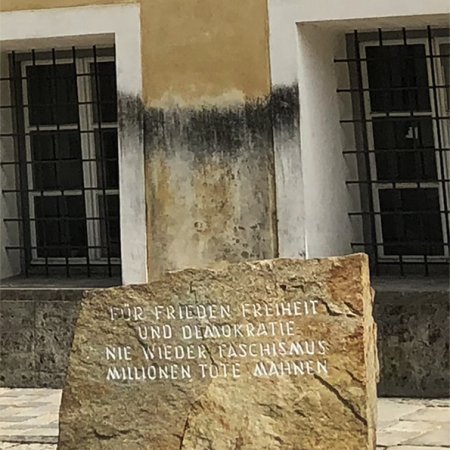 FÜR FRIEDEN FREIHEIT
UND DEMOKRATIE
NIE WIEDER FASCHISMUS
MILLIONEN TOTE MAHNEN